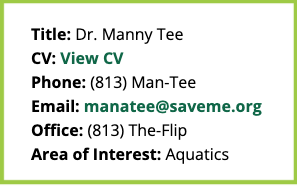 Title: Dr. Manny Tee
CV: View CV
Phone: (813) Man-Tee
Email: manatee@saveme.org
Office: (813) The-Flip
Area of Interest: Aquatics